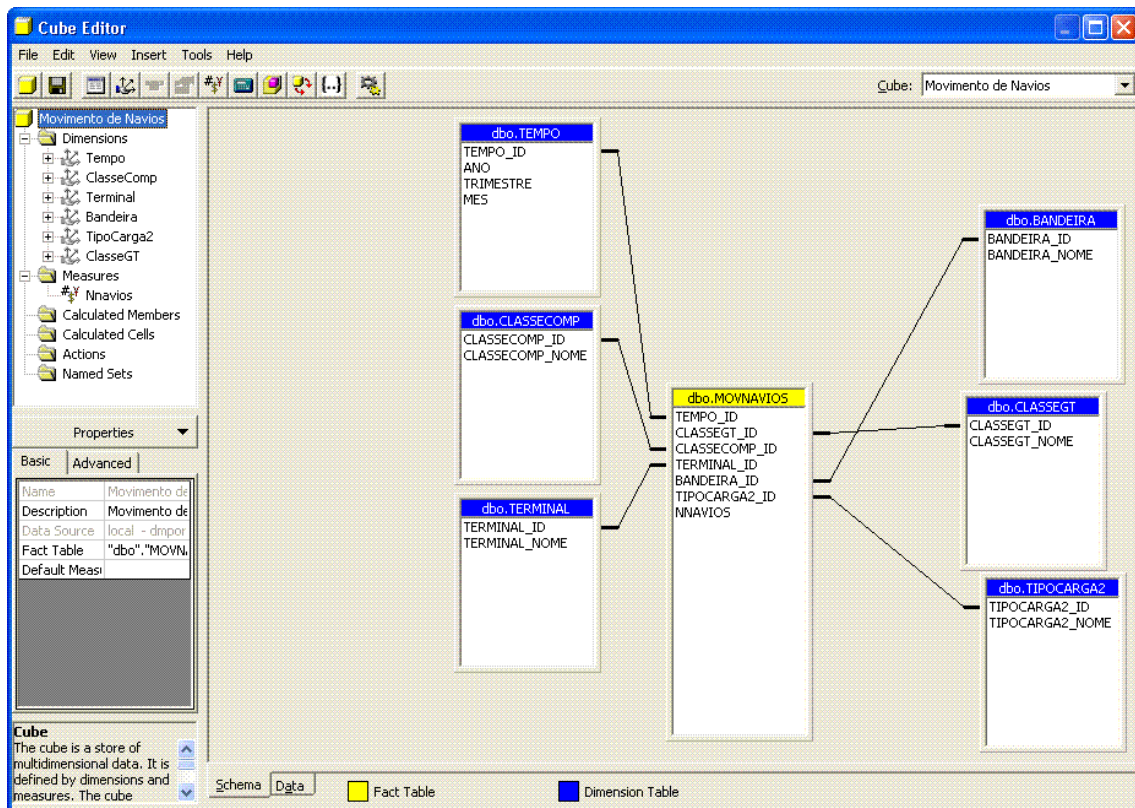 Cube Editor
File Edit View Insert Tools Help
Cube: Movimento de Navios
Movimento de Navios
Dimensions
Tempo
ClasseComp
Terminal
Bandeira
TipoCarga2
ClasseGT
Measures
Nnavios
Calculated Members
Calculated Cells
Actions
Named Sets
Properties
Basic Advanced
Name Movimento de
Description Movimento de
Data Source local - dmpor
Fact Table "dbo"."MOVN
Default Meas
Cube
The cube is a store of
multidimensional data. It is
defined by dimensions and
measures. The cube
dbo.TEMPO
TEMPO_ID
ANO
TRIMESTRE
MES
dbo.CLASSECOMP
CLASSECOMP_ID
CLASSECOMP_NOME
dbo.TERMINAL
TERMINAL_ID
TERMINAL_NOME
dbo.MOVNAVIOS
TEMPO_ID
CLASSEGT_ID
CLASSECOMP_ID
TERMINAL_ID
BANDEIRA_ID
TIPOCARGA2_ID
NNAVIOS
dbo.BANDEIRA
BANDEIRA_ID
BANDEIRA_NOME
dbo.CLASSEGT
CLASSEGT_ID
CLASSEGT_NOME
dbo.TIPOCARGA2
TIPOCARGA2_ID
TIPOCARGA2_NOME
Schema Data Fact Table Dimension Table